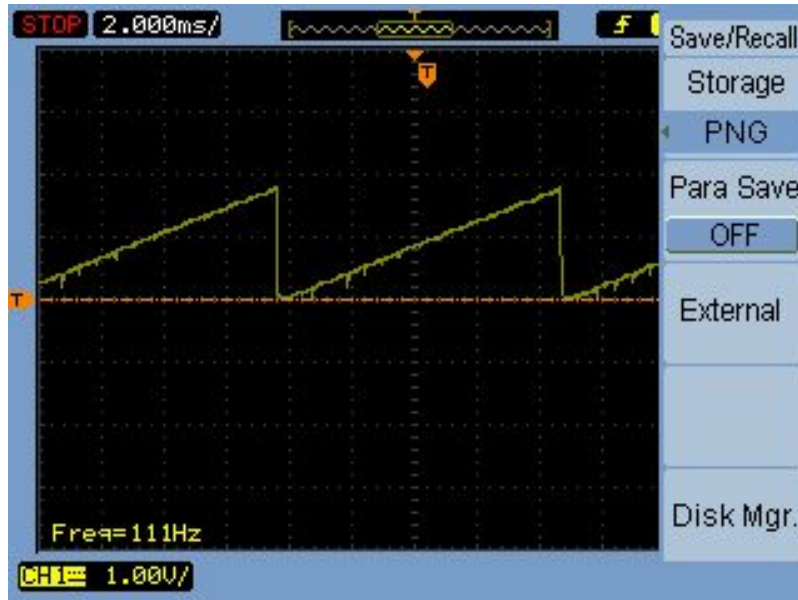 STOP 2.000ms/
T
T
Save/Recall
Storage
PNG
Para Save
OFF
External
Disk Mgr.
T
Freq=111Hz
CH1 1.00V/